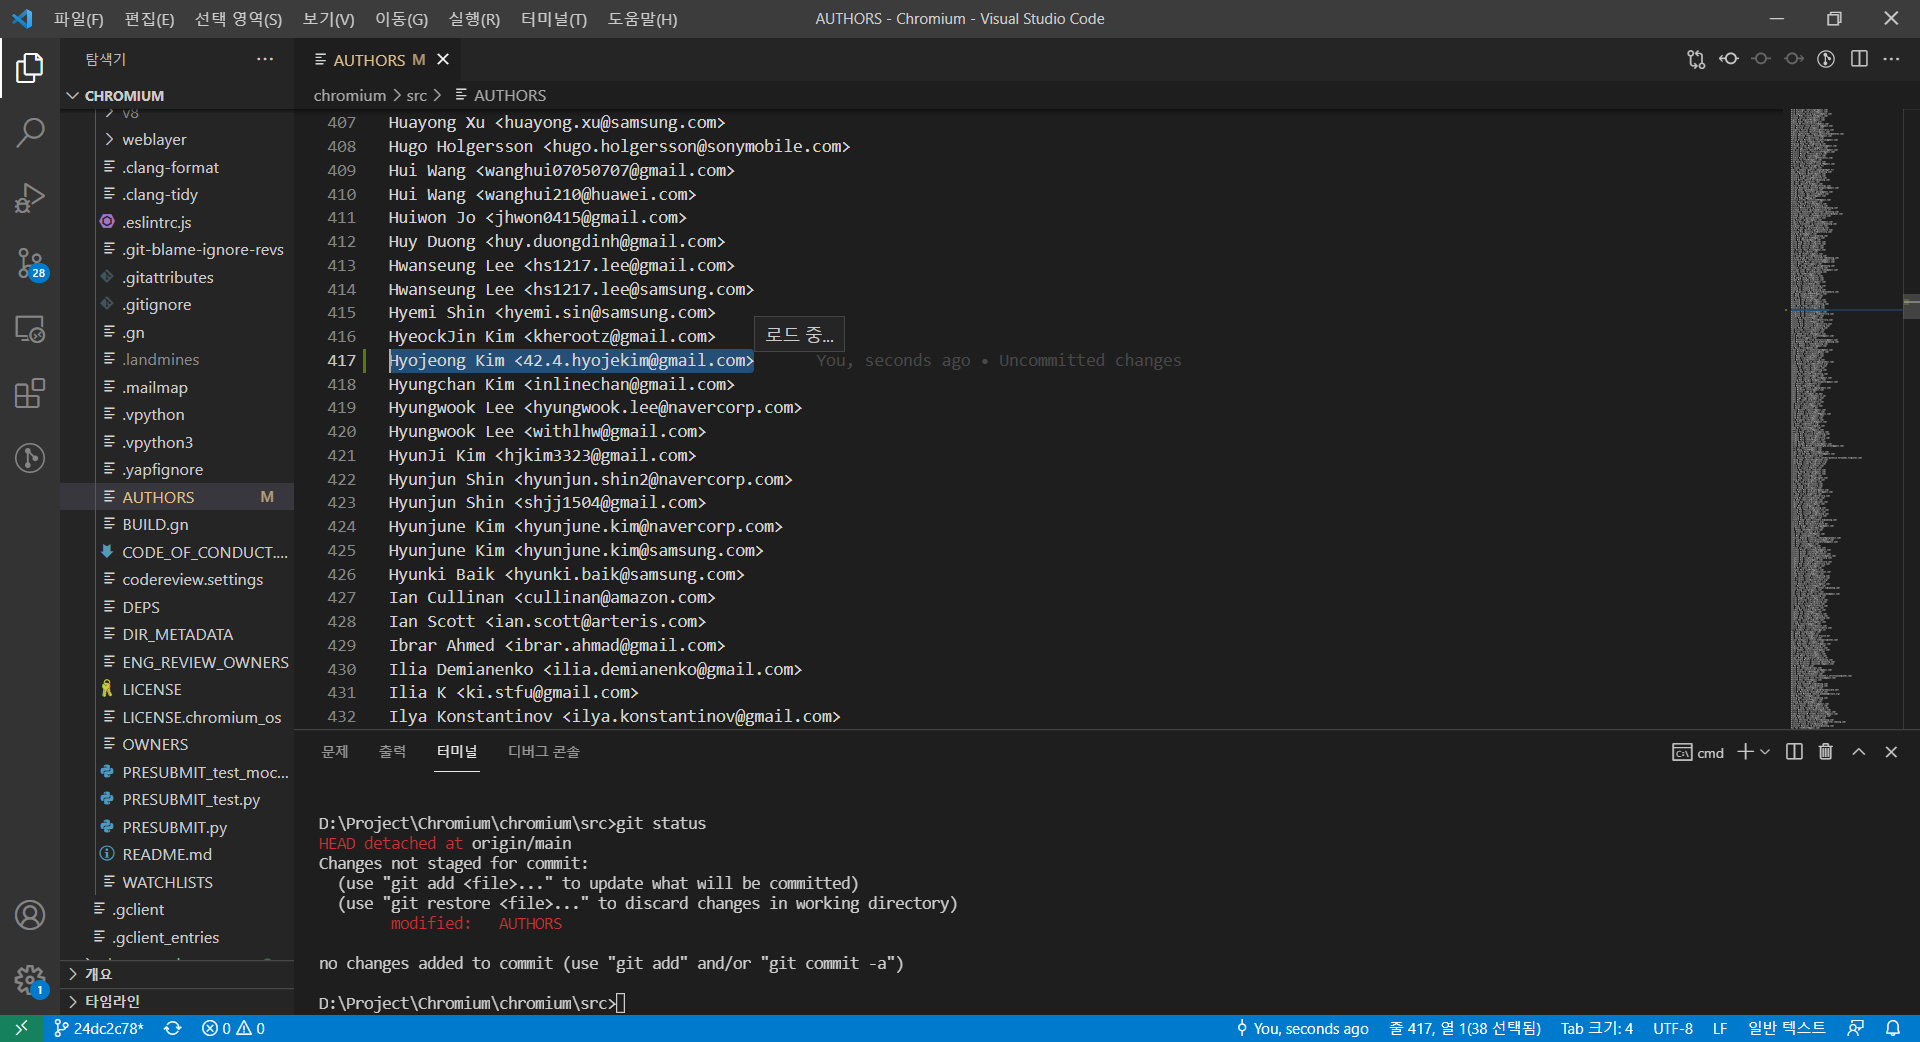 파일(F) 편집(E) 선택 영역(S) 보기(V) 이동(G) 실행(R) 터미널(T) 도움말(H) AUTHORS - Chromium - Visual Studio Code
탐색기 ···
AUTHORS M
CHROMIUM
chromium > src > AUTHORS
v8
weblayer
.clang-format
.clang-tidy
.eslintrc.js
.git-blame-ignore-revs
.gitattributes
.gitignore
.gn
.landmines
.mailmap
.vpython
.vpython3
.yapfignore
AUTHORS M
BUILD.gn
CODE_OF_CONDUCT....
codereview.settings
DEPS
DIR_METADATA
ENG_REVIEW_OWNERS
LICENSE
LICENSE.chromium_os
OWNERS
PRESUBMIT_test_moc...
PRESUBMIT_test.py
PRESUBMIT.py
README.md
WATCHLISTS
.gclient
.gclient_entries
개요
타임라인
28
1
407 Huayong Xu <huayong.xu@samsung.com>
408 Hugo Holgersson <hugo.holgersson@sonymobile.com>
409 Hui Wang <wanghui07050707@gmail.com>
410 Hui Wang <wanghui210@huawei.com>
411 Huiwon Jo <jhwon0415@gmail.com>
412 Huy Duong <huy.duongdinh@gmail.com>
413 Hwanseung Lee <hs1217.lee@gmail.com>
414 Hwanseung Lee <hs1217.lee@samsung.com>
415 Hyemi Shin <hyemi.sin@samsung.com>
416 HyeockJin Kim <kherootz@gmail.com>
로드 중...
417 Hyojeong Kim <42.4.hyojekim@gmail.com> You, seconds ago • Uncommitted changes
418 Hyungchan Kim <inlinechan@gmail.com>
419 Hyungwook Lee <hyungwook.lee@navercorp.com>
420 Hyungwook Lee <withlhw@gmail.com>
421 HyunJi Kim <hjkim3323@gmail.com>
422 Hyunjun Shin <hyunjun.shin2@navercorp.com>
423 Hyunjun Shin <shjj1504@gmail.com>
424 Hyunjune Kim <hyunjune.kim@navercorp.com>
425 Hyunjune Kim <hyunjune.kim@samsung.com>
426 Hyunki Baik <hyunki.baik@samsung.com>
427 Ian Cullinan <cullinan@amazon.com>
428 Ian Scott <ian.scott@arteris.com>
429 Ibrar Ahmed <ibrar.ahmad@gmail.com>
430 Ilia Demianenko <ilia.demianenko@gmail.com>
431 Ilia K <ki.stfu@gmail.com>
432 Ilya Konstantinov <ilya.konstantinov@gmail.com>
문제 출력 터미널 디버그 콘솔 cmd
D:\Project\Chromium\chromium\src>git status
HEAD detached at origin/main
Changes not staged for commit:
(use "git add <file>..." to update what will be committed)
(use "git restore <file>..." to discard changes in working directory)
modified: AUTHORS
no changes added to commit (use "git add" and/or "git commit -a")
D:\Project\Chromium\chromium\src>
24dc2c78* 0 0 You, seconds ago 줄 417, 열 1(38 선택됨) Tab 크기: 4 UTF-8 LF 일반 텍스트